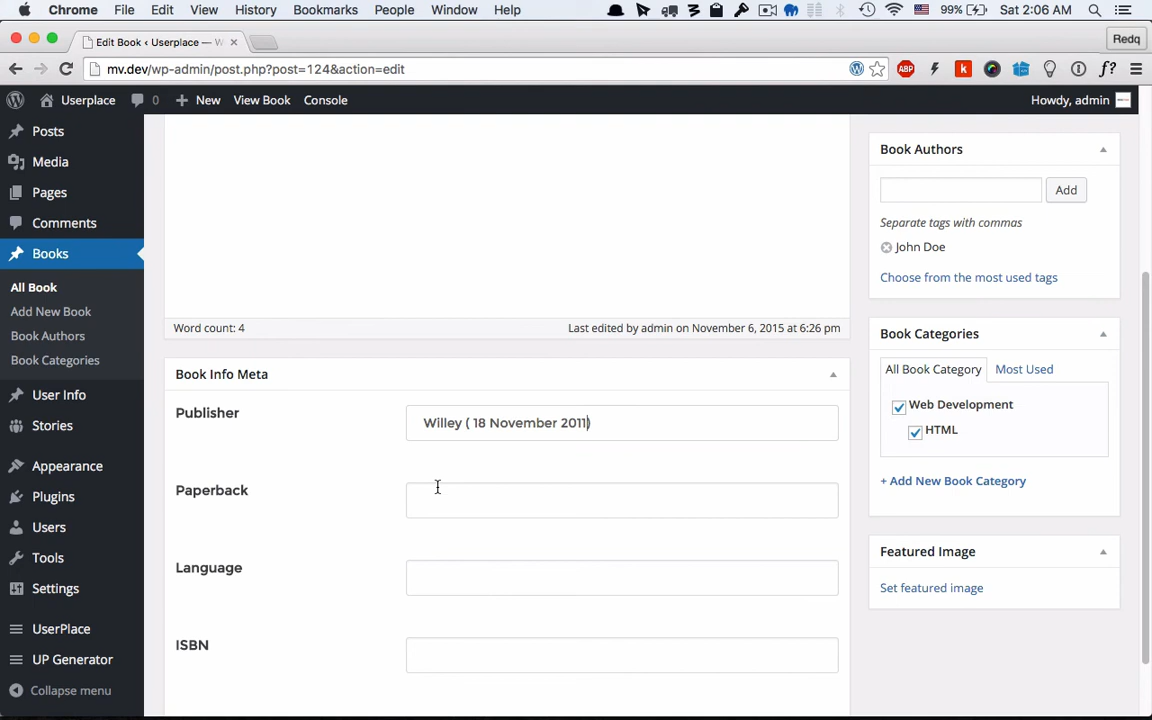 Chrome File Edit View History Bookmarks People Window Help 99% Sat 2:06 AM
Edit Book ‹ Userplace — W
Redq
mv.dev/wp-admin/post.php?post=124&action=edit
ABP k f?
Userplace 0 New View Book Console Howdy, admin
Posts
Media
Pages
Comments
Books
All Book
Add New Book
Book Authors
Book Categories
User Info
Stories
Appearance
Plugins
Users
Tools
Settings
UserPlace
UP Generator
Collapse menu
Word count: 4 Last edited by admin on November 6, 2015 at 6:26 pm
Book Info Meta
Publisher Willey ( 18 November 2011)
Paperback
Language
ISBN
Book Authors
Add
Separate tags with commas
John Doe
Choose from the most used tags
Book Categories
All Book Category Most Used
Web Development
HTML
+ Add New Book Category
Featured Image
Set featured image